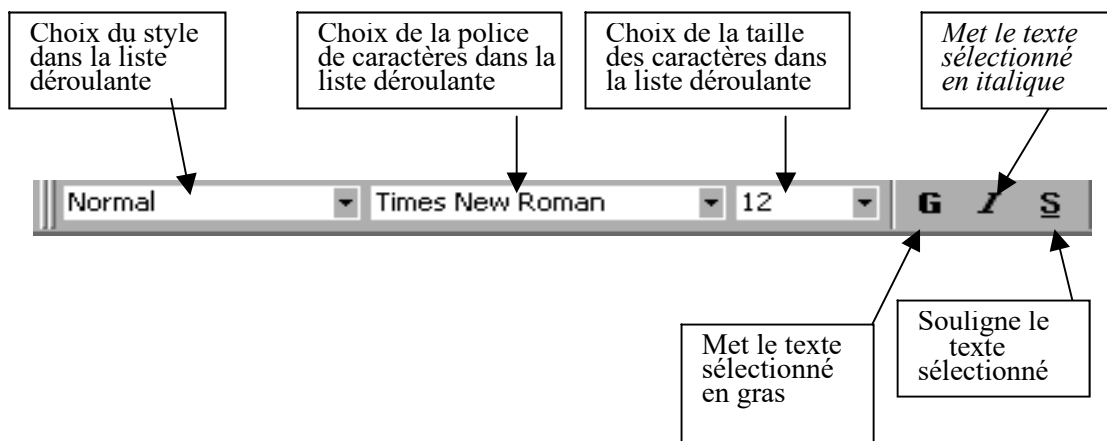 Choix du style
dans la liste
déroulante
Choix de la police
de caractères dans la
liste déroulante
Choix de la taille
des caractères dans
la liste déroulante
Met le texte
sélectionné
en italique
Normal
Times New Roman
12
G
I
S
Met le texte
sélectionné
en gras
Souligne le
texte
sélectionné